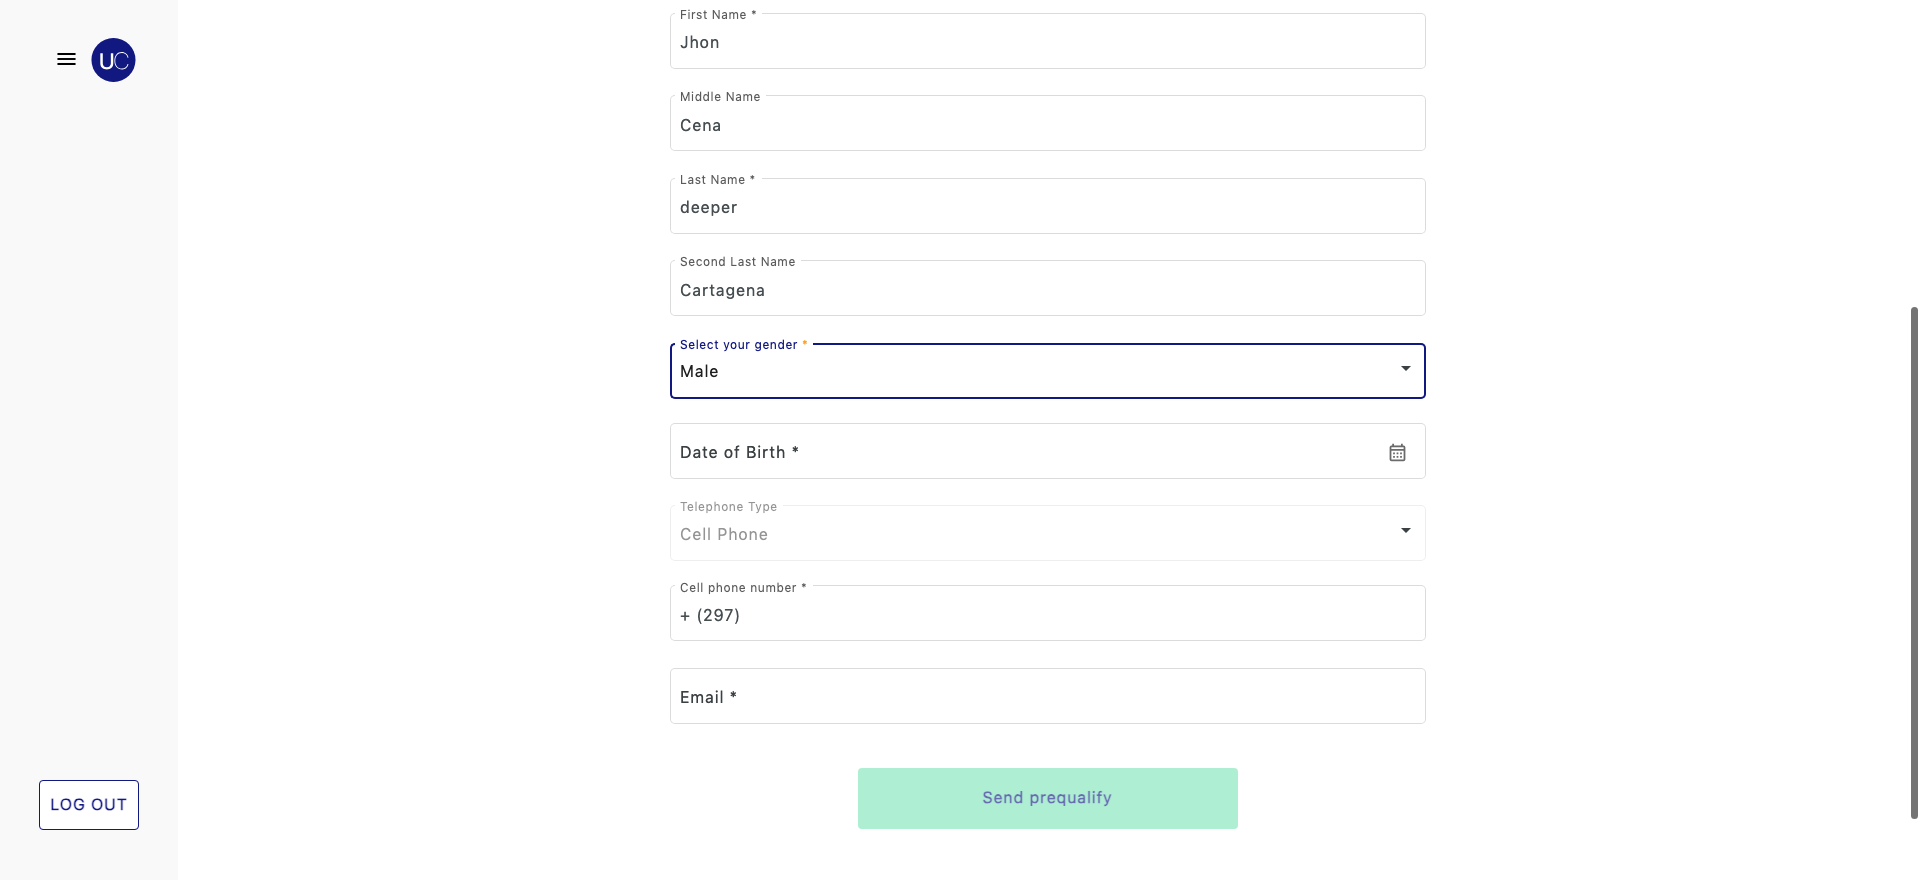 UC
First Name *
Jhon
Middle Name
Cena
Last Name *
deeper
Second Last Name
Cartagena
Select your gender *
Male
Date of Birth *
Telephone Type
Cell Phone
Cell phone number *
+ (297)
Email *
Send prequalify
LOG OUT